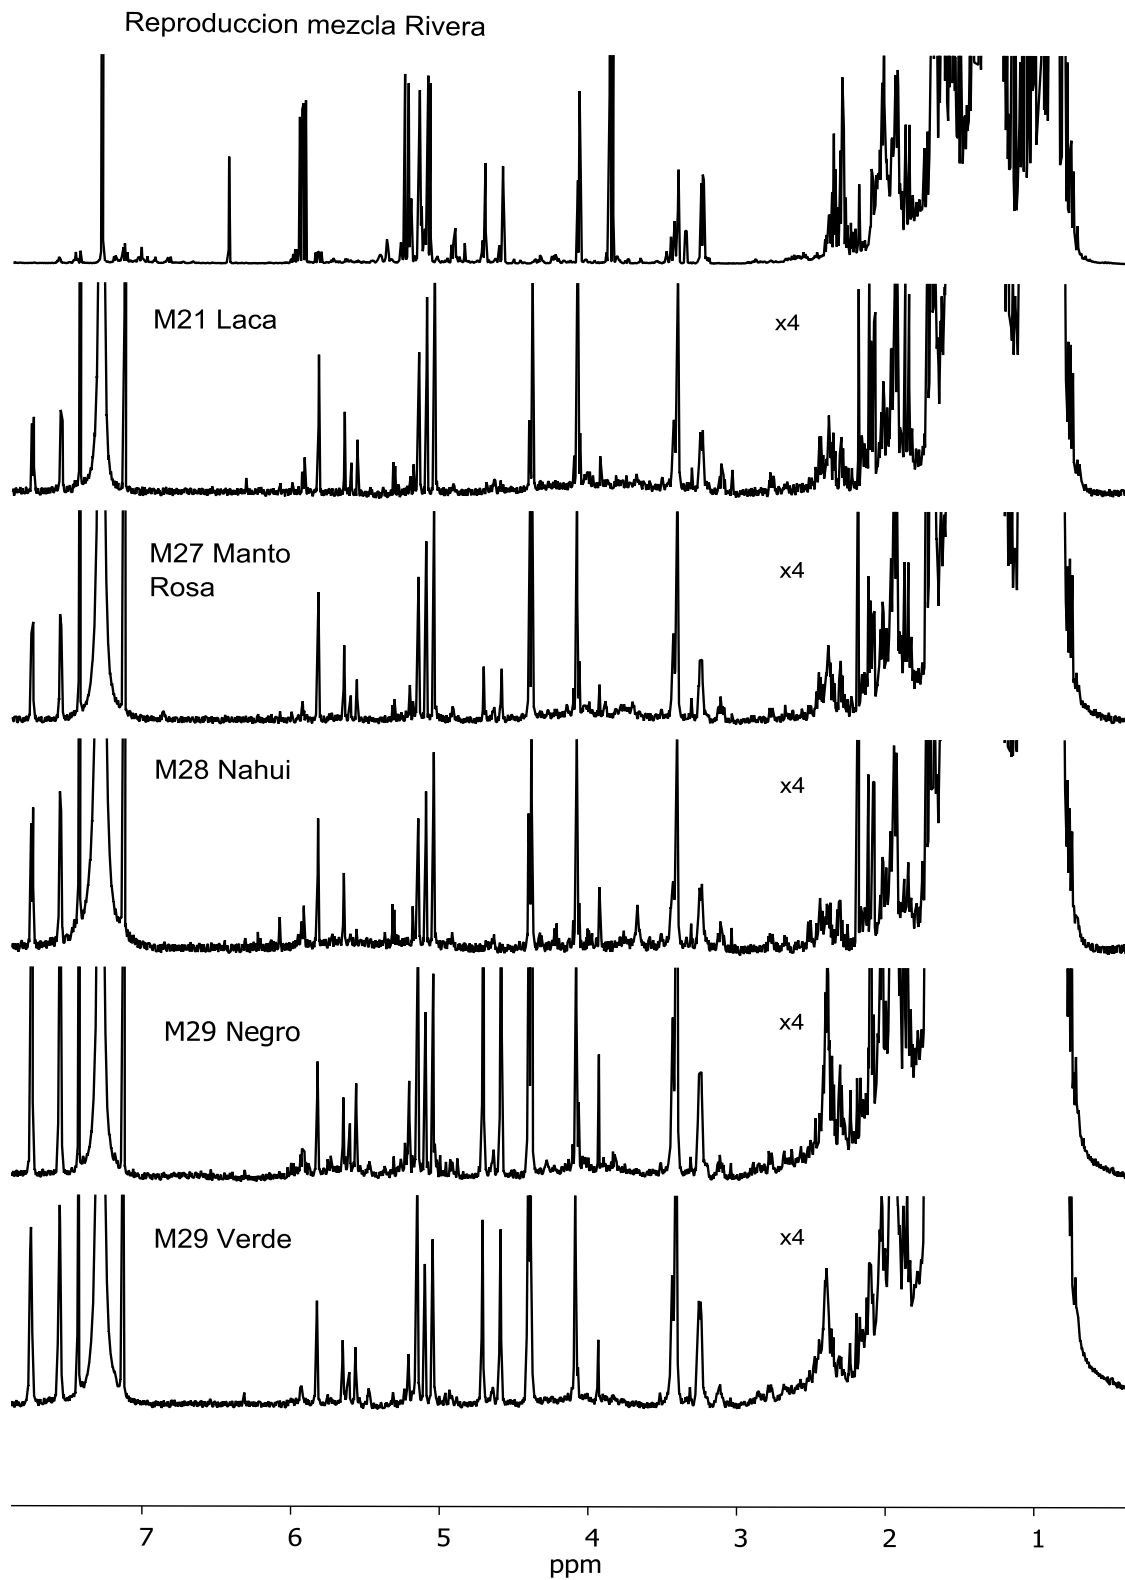 Reproduccion mezcla Rivera
M21 Laca
x4
M27 Manto
Rosa
x4
M28 Nahui
x4
M29 Negro
x4
M29 Verde
x4
7 6 5 4 3 2 1
ppm